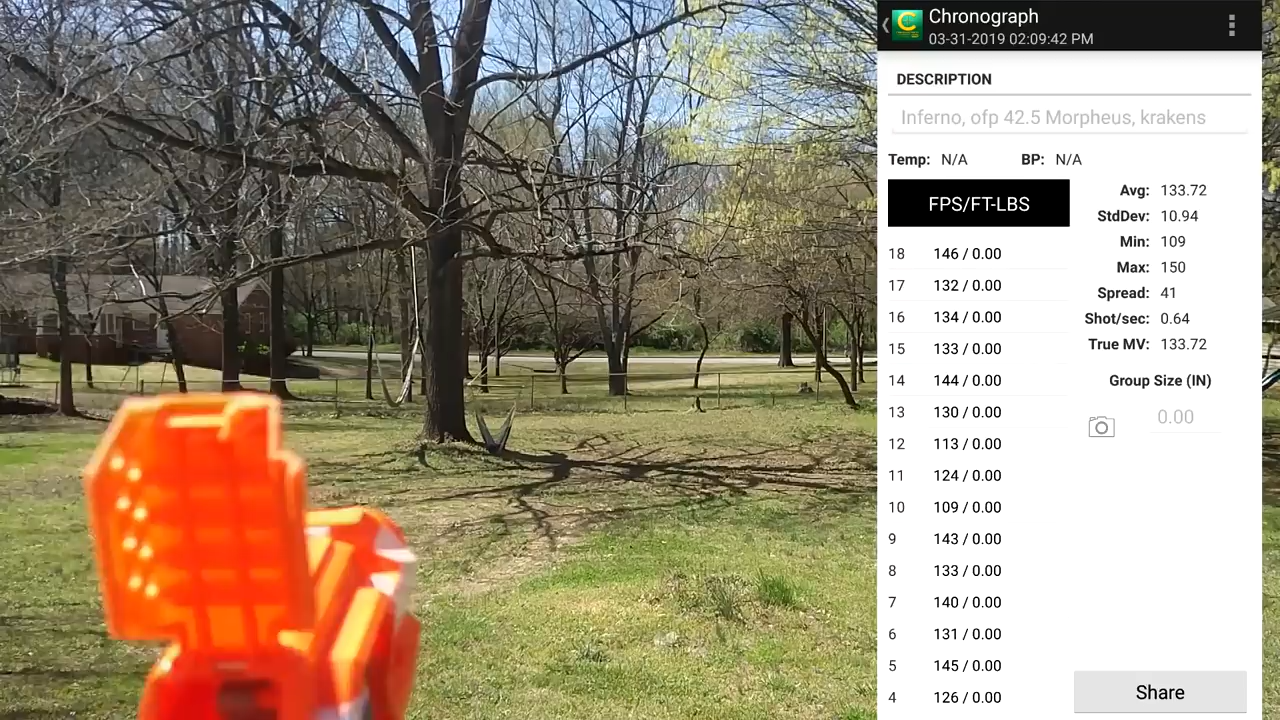 Chronograph
03-31-2019 02:09:42 PM
DESCRIPTION
Inferno, ofp 42.5 Morpheus, krakens
Temp: N/A BP: N/A
FPS/FT-LBS
18 146 / 0.00
17 132 / 0.00
16 134 / 0.00
15 133 / 0.00
14 144 / 0.00
13 130 / 0.00
12 113 / 0.00
11 124 / 0.00
10 109 / 0.00
9 143 / 0.00
8 133 / 0.00
7 140 / 0.00
6 131 / 0.00
5 145 / 0.00
4 126 / 0.00
Avg: 133.72
StdDev: 10.94
Min: 109
Max: 150
Spread: 41
Shot/sec: 0.64
True MV: 133.72
Group Size (IN)
0.00
Share